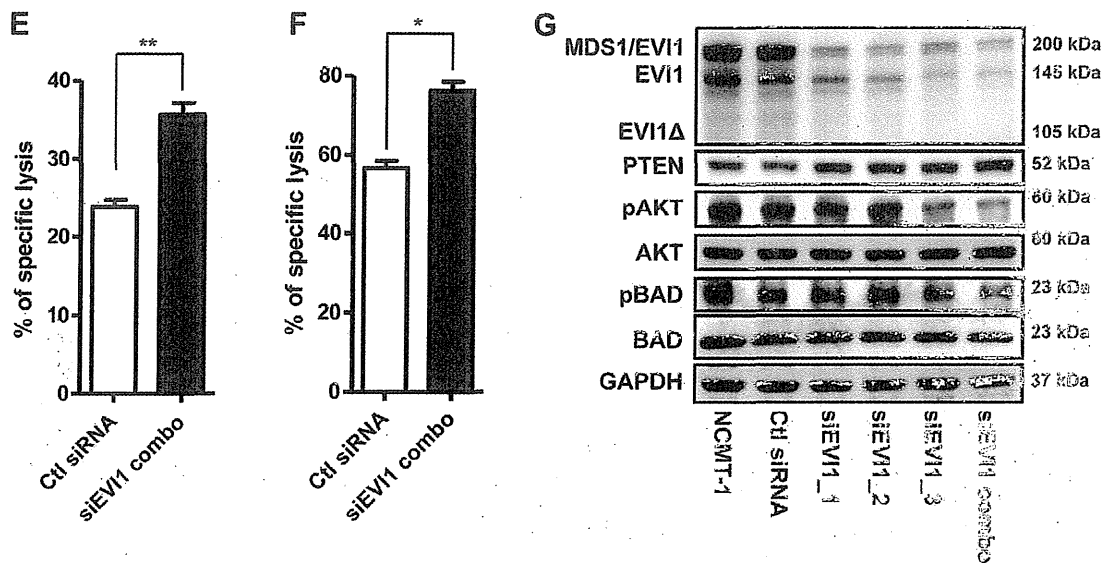 E
**
% of specific lysis
40
30
20
10
0
Ctl siRNA
siEVI1 combo
F
*
% of specific lysis
80
60
40
20
0
Ctl siRNA
siEVI1 combo
G
MDS1/EVI1
200 kDa
EVI1
145 kDa
EVI1Δ
105 kDa
PTEN
52 kDa
pAKT
60 kDa
AKT
60 kDa
pBAD
23 kDa
BAD
23 kDa
GAPDH
37 kDa
NCMT-1
Ctl siRNA
siEVI1_1
siEVI1_2
siEVI1_3
siEVI1 combo